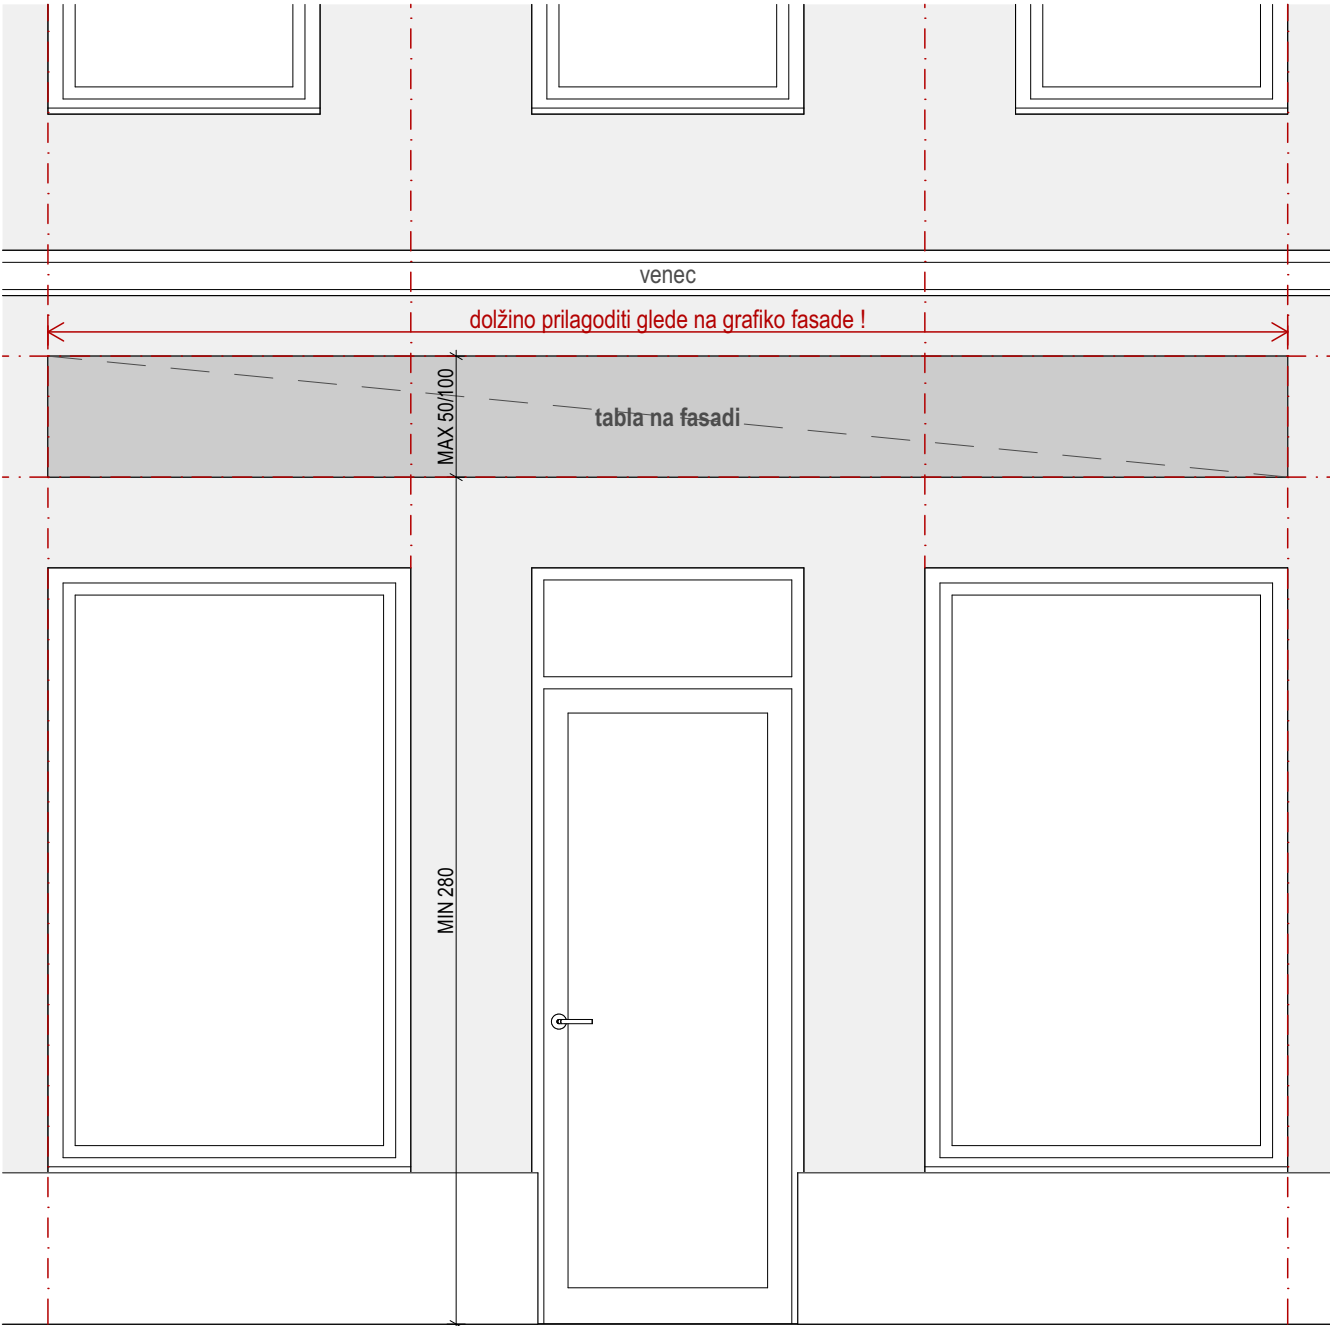 venec
dolžino prilagoditi glede na grafiko fasade !
MAX 50/100
tabla na fasadi
MIN 280